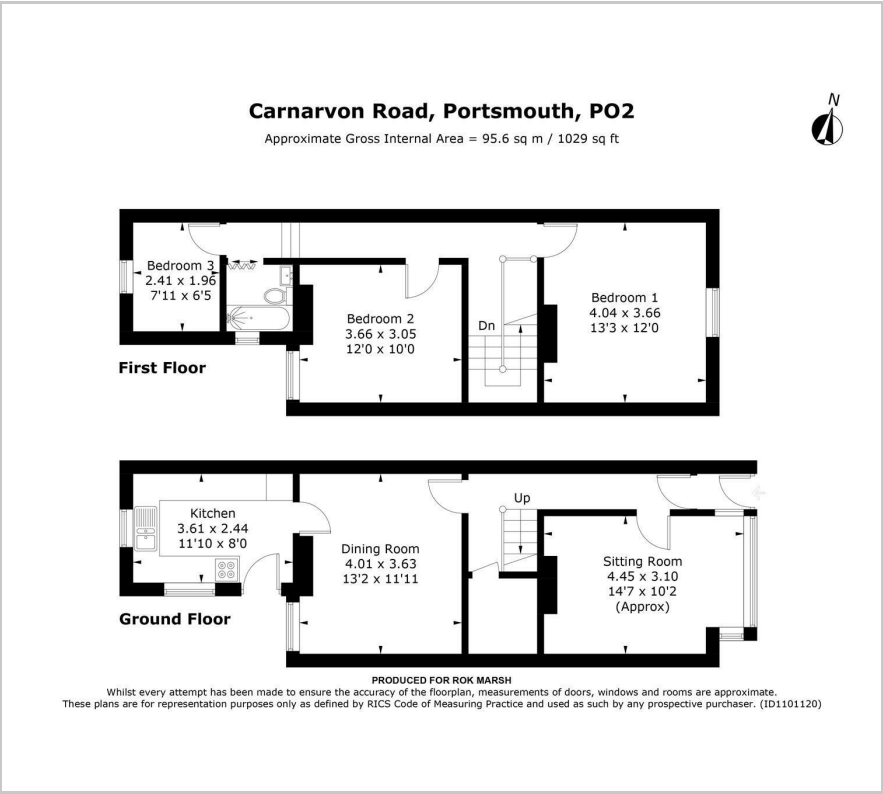 Carnarvon Road, Portsmouth, PO2
Approximate Gross Internal Area = 95.6 sq m / 1029 sq ft
N
Bedroom 3
2.41 x 1.96
7'11 x 6'5
Bedroom 2
3.66 x 3.05
12'0 x 10'0
Dn
Bedroom 1
4.04 x 3.66
13'3 x 12'0
First Floor
Kitchen
3.61 x 2.44
11'10 x 8'0
Dining Room
4.01 x 3.63
13'2 x 11'11
Up
Sitting Room
4.45 x 3.10
14'7 x 10'2
(Approx)
Ground Floor
PRODUCED FOR ROK MARSH
Whilst every attempt has been made to ensure the accuracy of the floorplan, measurements of doors, windows and rooms are approximate.
These plans are for representation purposes only as defined by RICS Code of Measuring Practice and used as such by any prospective purchaser. (ID1101120)